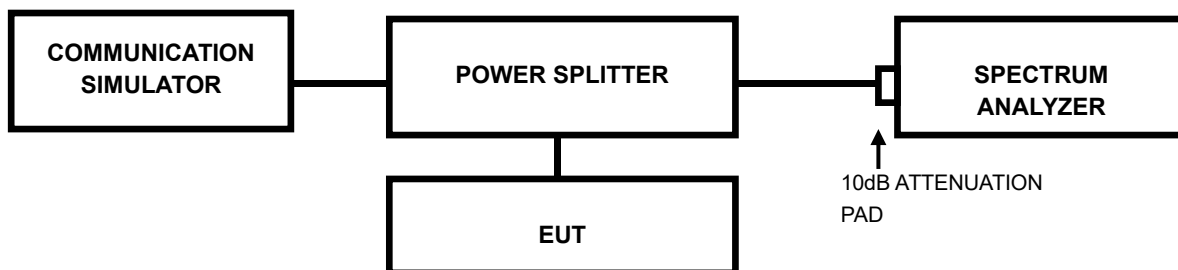 COMMUNICATION
SIMULATOR
POWER SPLITTER
SPECTRUM
ANALYZER
10dB ATTENUATION
PAD
EUT